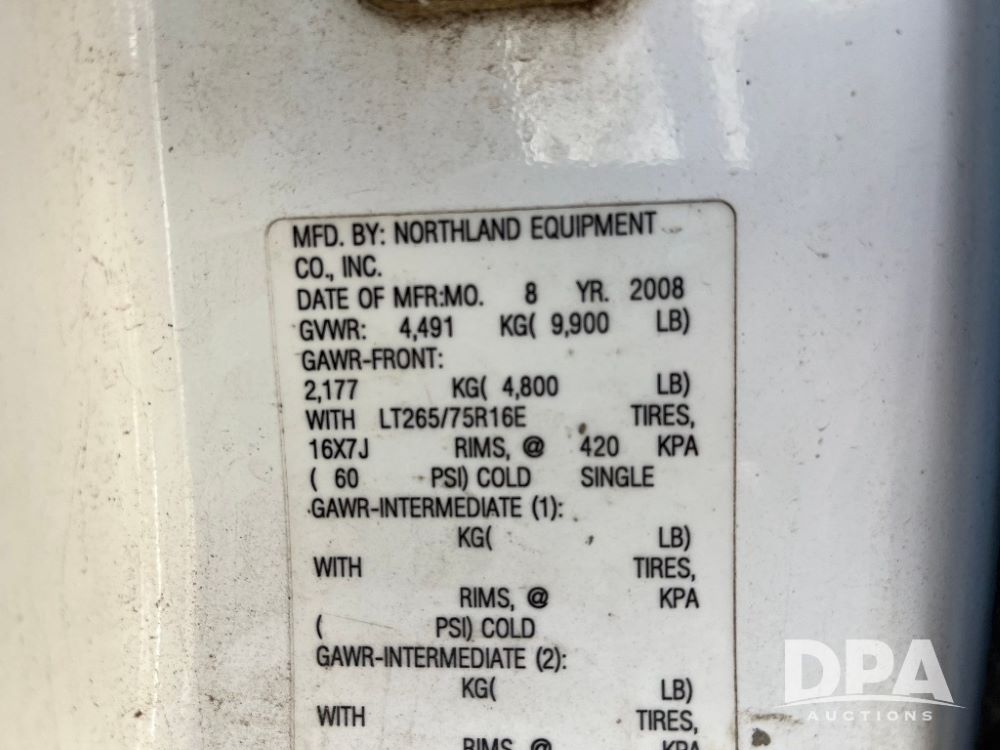 MFD. BY: NORTHLAND EQUIPMENT
CO., INC.
DATE OF MFR:MO. 8 YR. 2008
GVWR: 4,491 KG( 9,900 LB)
GAWR-FRONT:
2,177 KG( 4,800 LB)
WITH LT265/75R16E TIRES,
16X7J RIMS, @ 420 KPA
( 60 PSI) COLD SINGLE
GAWR-INTERMEDIATE (1):
KG( LB)
WITH TIRES,
RIMS, @ KPA
( PSI) COLD
GAWR-INTERMEDIATE (2):
KG( LB)
WITH TIRES,
RIMS, @ KPA
DPA
AUCTIONS